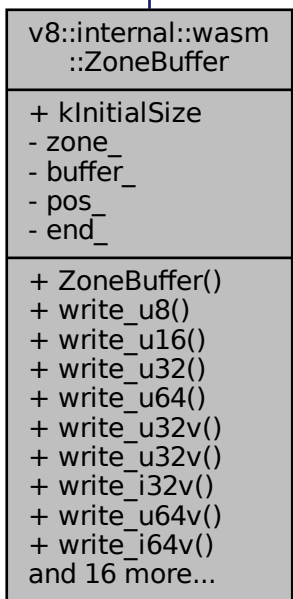 v8::internal::wasm
::ZoneBuffer
+ kInitialSize
- zone_
- buffer_
- pos_
- end_
+ ZoneBuffer()
+ write_u8()
+ write_u16()
+ write_u32()
+ write_u64()
+ write_u32v()
+ write_u32v()
+ write_i32v()
+ write_u64v()
+ write_i64v()
and 16 more...